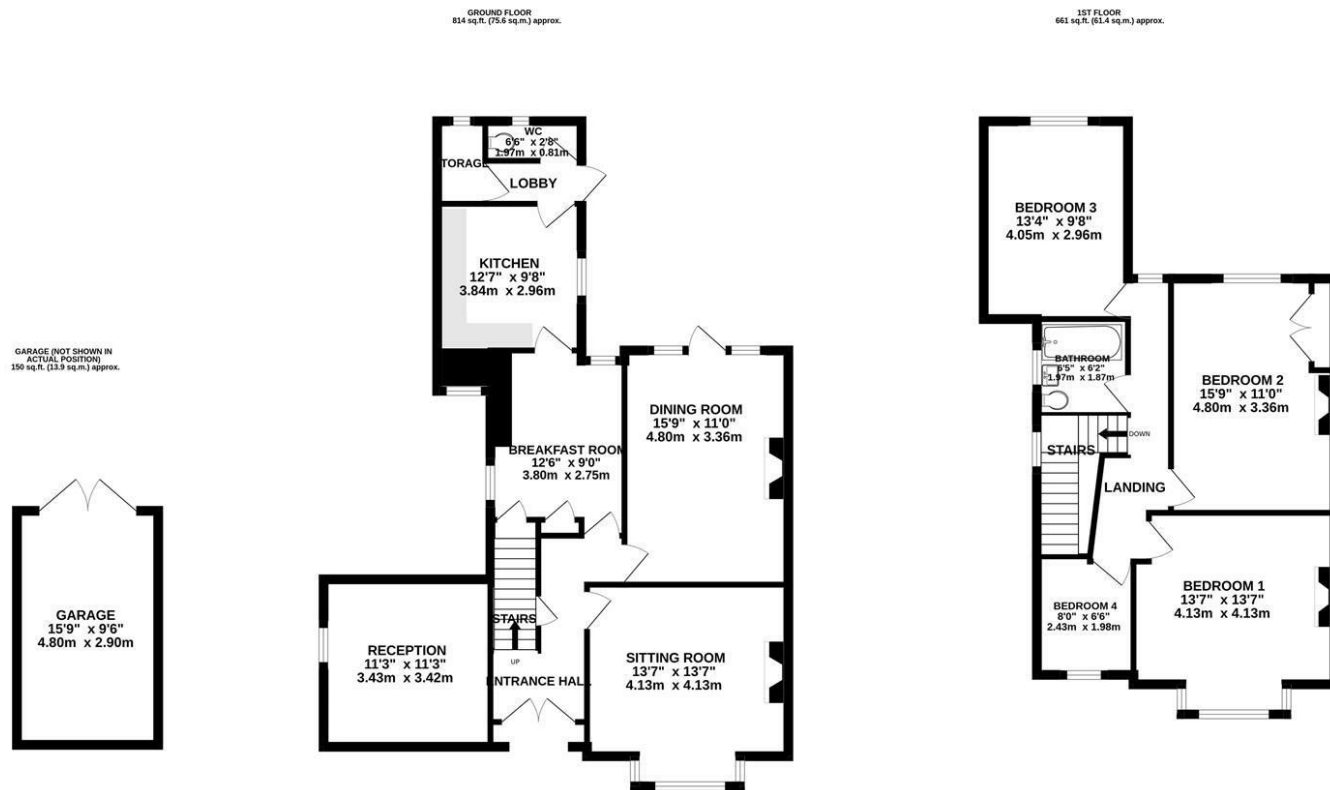 GROUND FLOOR
814 sq.ft. (75.6 sq.m.) approx.
1ST FLOOR
661 sq.ft. (61.4 sq.m.) approx.
GARAGE (NOT SHOWN IN
ACTUAL POSITION)
150 sq.ft. (13.9 sq.m.) approx.
GARAGE
15'9" x 9'6"
4.80m x 2.90m
WC
6'6" x 2'8"
1.97m x 0.81m
TORAGE
LOBBY
KITCHEN
12'7" x 9'8"
3.84m x 2.96m
BREAKFAST ROOM
12'6" x 9'0"
3.80m x 2.75m
DINING ROOM
15'9" x 11'0"
4.80m x 3.36m
STAIRS
UP
RECEPTION
11'3" x 11'3"
3.43m x 3.42m
ENTRANCE HALL
SITTING ROOM
13'7" x 13'7"
4.13m x 4.13m
BEDROOM 3
13'4" x 9'8"
4.05m x 2.96m
BATHROOM
6'5" x 6'2"
1.97m x 1.87m
BEDROOM 2
15'9" x 11'0"
4.80m x 3.36m
STAIRS
DOWN
LANDING
BEDROOM 1
13'7" x 13'7"
4.13m x 4.13m
BEDROOM 4
8'0" x 6'6"
2.43m x 1.98m